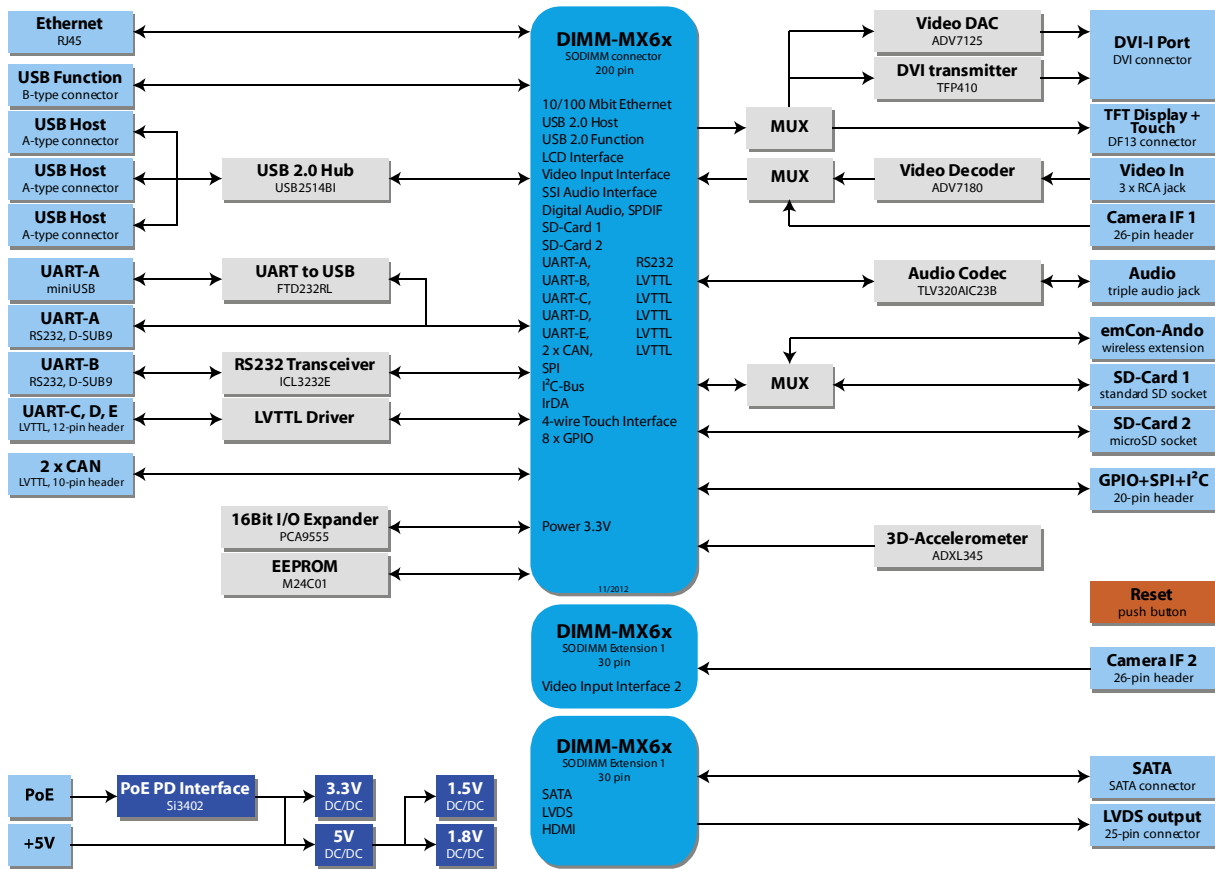 Ethernet
RJ45
USB Function
B-type connector
USB Host
A-type connector
USB Host
A-type connector
USB Host
A-type connector
USB 2.0 Hub
USB2514BI
UART-A
miniUSB
UART to USB
FTD232RL
UART-A
RS232, D-SUB9
UART-B
RS232, D-SUB9
RS232 Transceiver
ICL3232E
UART-C, D, E
LVTTL, 12-pin header
LVTTL Driver
2 x CAN
LVTTL, 10-pin header
16Bit I/O Expander
PCA9555
EEPROM
M24C01
DIMM-MX6x
SODIMM connector
200 pin
10/100 Mbit Ethernet
USB 2.0 Host
USB 2.0 Function
LCD Interface
Video Input Interface
SSI Audio Interface
Digital Audio, SPDIF
SD-Card 1
SD-Card 2
UART-A, RS232
UART-B, LVTTL
UART-C, LVTTL
UART-D, LVTTL
UART-E, LVTTL
2 x CAN, LVTTL
SPI
I²C-Bus
IrDA
4-wire Touch Interface
8 x GPIO
Power 3.3V
11/2012
DIMM-MX6x
SODIMM Extension 1
30 pin
Video Input Interface 2
DIMM-MX6x
SODIMM Extension 1
30 pin
SATA
LVDS
HDMI
Video DAC
ADV7125
DVI transmitter
TFP410
DVI-I Port
DVI connector
MUX
TFT Display +
Touch
DF13 connector
MUX
Video Decoder
ADV7180
Video In
3 x RCA jack
Camera IF 1
26-pin header
Audio Codec
TLV320AIC23B
Audio
triple audio jack
emCon-Ando
wireless extension
MUX
SD-Card 1
standard SD socket
SD-Card 2
microSD socket
GPIO+SPI+I²C
20-pin header
3D-Accelerometer
ADXL345
Reset
push button
Camera IF 2
26-pin header
SATA
SATA connector
LVDS output
25-pin connector
PoE
PoE PD Interface
Si3402
3.3V
DC/DC
1.5V
DC/DC
+5V
5V
DC/DC
1.8V
DC/DC